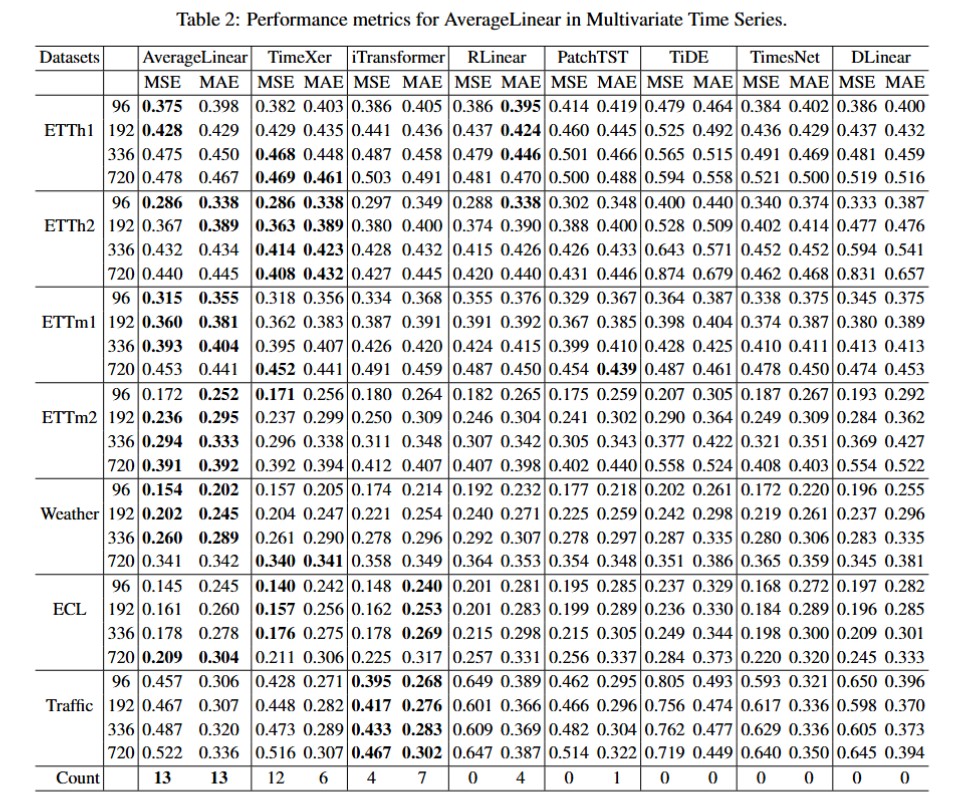 Table 2: Performance metrics for AverageLinear in Multivariate Time Series.
Datasets AverageLinear TimeXer iTransformer RLinear PatchTST TiDE TimesNet DLinear
MSE MAE MSE MAE MSE MAE MSE MAE MSE MAE MSE MAE MSE MAE MSE MAE
96 0.375 0.398 0.382 0.403 0.386 0.405 0.386 0.395 0.414 0.419 0.479 0.464 0.384 0.402 0.386 0.400
ETTh1 192 0.428 0.429 0.429 0.435 0.441 0.436 0.437 0.424 0.460 0.445 0.525 0.492 0.436 0.429 0.437 0.432
336 0.475 0.450 0.468 0.448 0.487 0.458 0.479 0.446 0.501 0.466 0.565 0.515 0.491 0.469 0.481 0.459
720 0.478 0.467 0.469 0.461 0.503 0.491 0.481 0.470 0.500 0.488 0.594 0.558 0.521 0.500 0.519 0.516
96 0.286 0.338 0.286 0.338 0.297 0.349 0.288 0.338 0.302 0.348 0.400 0.440 0.340 0.374 0.333 0.387
ETTh2 192 0.367 0.389 0.363 0.389 0.380 0.400 0.374 0.390 0.388 0.400 0.528 0.509 0.402 0.414 0.477 0.476
336 0.432 0.434 0.414 0.423 0.428 0.432 0.415 0.426 0.426 0.433 0.643 0.571 0.452 0.452 0.594 0.541
720 0.440 0.445 0.408 0.432 0.427 0.445 0.420 0.440 0.431 0.446 0.874 0.679 0.462 0.468 0.831 0.657
96 0.315 0.355 0.318 0.356 0.334 0.368 0.355 0.376 0.329 0.367 0.364 0.387 0.338 0.375 0.345 0.375
ETTm1 192 0.360 0.381 0.362 0.383 0.387 0.391 0.391 0.392 0.367 0.385 0.398 0.404 0.374 0.387 0.380 0.389
336 0.393 0.404 0.395 0.407 0.426 0.420 0.424 0.415 0.399 0.410 0.428 0.425 0.410 0.411 0.413 0.413
720 0.453 0.441 0.452 0.441 0.491 0.459 0.487 0.450 0.454 0.439 0.487 0.461 0.478 0.450 0.474 0.453
96 0.172 0.252 0.171 0.256 0.180 0.264 0.182 0.265 0.175 0.259 0.207 0.305 0.187 0.267 0.193 0.292
ETTm2 192 0.236 0.295 0.237 0.299 0.250 0.309 0.246 0.304 0.241 0.302 0.290 0.364 0.249 0.309 0.284 0.362
336 0.294 0.333 0.296 0.338 0.311 0.348 0.307 0.342 0.305 0.343 0.377 0.422 0.321 0.351 0.369 0.427
720 0.391 0.392 0.392 0.394 0.412 0.407 0.407 0.398 0.402 0.440 0.558 0.524 0.408 0.403 0.554 0.522
96 0.154 0.202 0.157 0.205 0.174 0.214 0.192 0.232 0.177 0.218 0.202 0.261 0.172 0.220 0.196 0.255
Weather 192 0.202 0.245 0.204 0.247 0.221 0.254 0.240 0.271 0.225 0.259 0.242 0.298 0.219 0.261 0.237 0.296
336 0.260 0.289 0.261 0.290 0.278 0.296 0.292 0.307 0.278 0.297 0.287 0.335 0.280 0.306 0.283 0.335
720 0.341 0.342 0.340 0.341 0.358 0.349 0.364 0.353 0.354 0.348 0.351 0.386 0.365 0.359 0.345 0.381
96 0.145 0.245 0.140 0.242 0.148 0.240 0.201 0.281 0.195 0.285 0.237 0.329 0.168 0.272 0.197 0.282
ECL 192 0.161 0.260 0.157 0.256 0.162 0.253 0.201 0.283 0.199 0.289 0.236 0.330 0.184 0.289 0.196 0.285
336 0.178 0.278 0.176 0.275 0.178 0.269 0.215 0.298 0.215 0.305 0.249 0.344 0.198 0.300 0.209 0.301
720 0.209 0.304 0.211 0.306 0.225 0.317 0.257 0.331 0.256 0.337 0.284 0.373 0.220 0.320 0.245 0.333
96 0.457 0.306 0.428 0.271 0.395 0.268 0.649 0.389 0.462 0.295 0.805 0.493 0.593 0.321 0.650 0.396
Traffic 192 0.467 0.307 0.448 0.282 0.417 0.276 0.601 0.366 0.466 0.296 0.756 0.474 0.617 0.336 0.598 0.370
336 0.487 0.320 0.473 0.289 0.433 0.283 0.609 0.369 0.482 0.304 0.762 0.477 0.629 0.336 0.605 0.373
720 0.522 0.336 0.516 0.307 0.467 0.302 0.647 0.387 0.514 0.322 0.719 0.449 0.640 0.350 0.645 0.394
Count 13 13 12 6 4 7 0 4 0 1 0 0 0 0 0 0